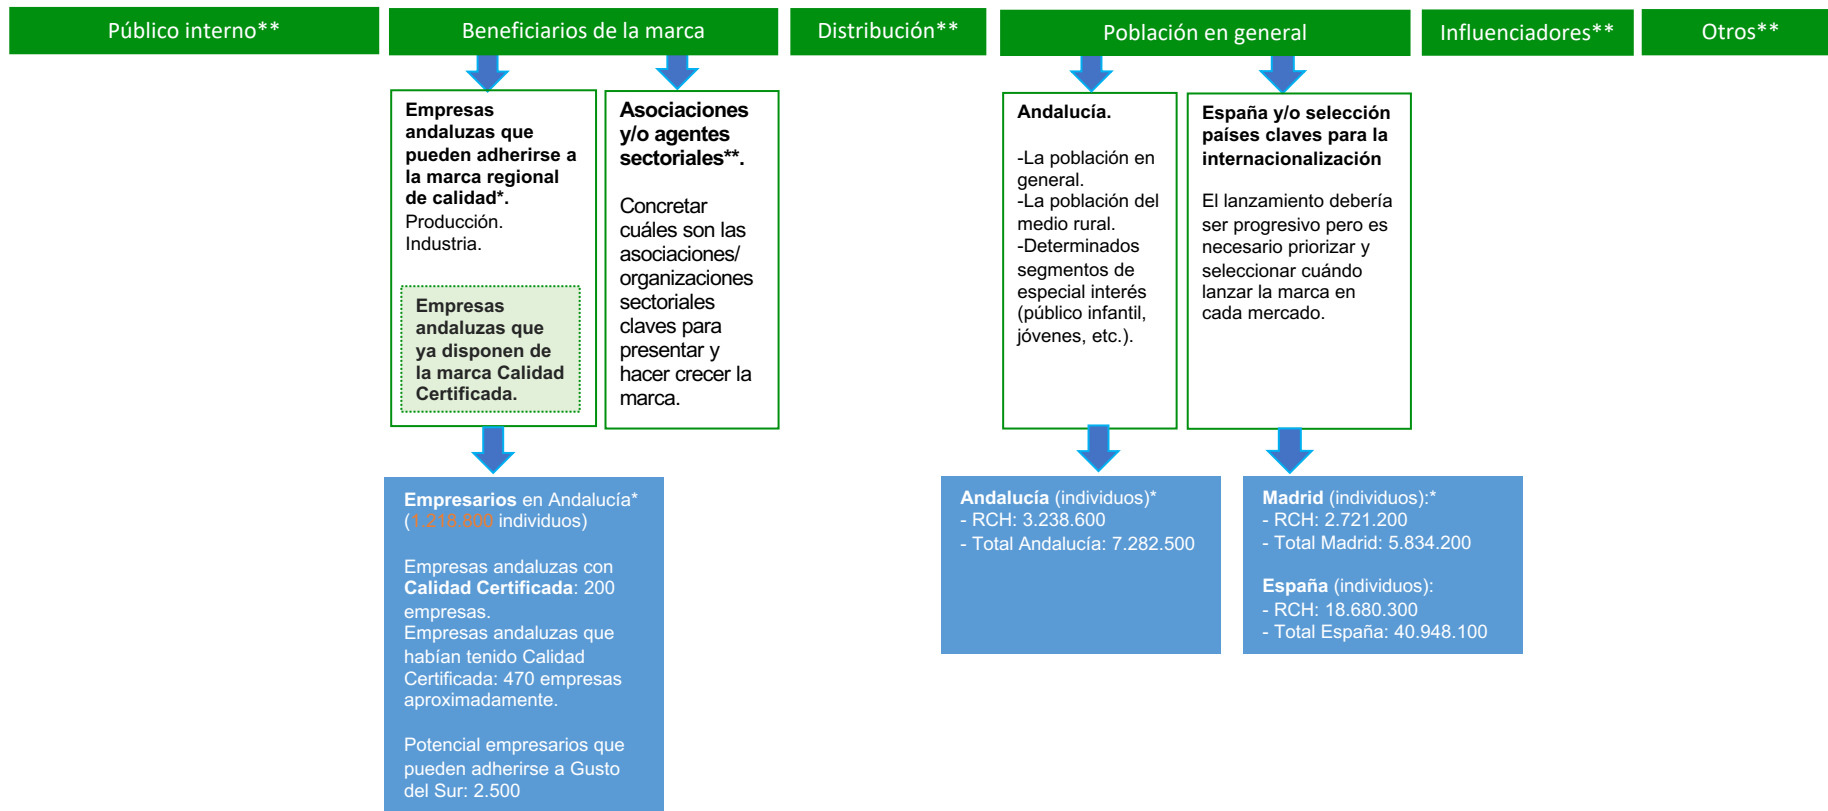 Público interno**
Beneficiarios de la marca
Distribución**
Población en general
Influenciadores**
Otros**
Empresas
andaluzas que
pueden adherirse a
la marca regional
de calidad*.
Producción.
Industria.
Empresas
andaluzas que
ya disponen de
la marca Calidad
Certificada.
Asociaciones
y/o agentes
sectoriales**.
Concretar
cuáles son las
asociaciones/
organizaciones
sectoriales
claves para
presentar y
hacer crecer la
marca.
Andalucía.
-La población en
general.
-La población del
medio rural.
-Determinados
segmentos de
especial interés
(público infantil,
jóvenes, etc.).
España y/o selección
países claves para la
internacionalización
El lanzamiento debería
ser progresivo pero es
necesario priorizar y
seleccionar cuándo
lanzar la marca en
cada mercado.
Empresarios en Andalucía*
(1.218.800 individuos)
Empresas andaluzas con
Calidad Certificada: 200
empresas.
Empresas andaluzas que
habían tenido Calidad
Certificada: 470 empresas
aproximadamente.
Potencial empresarios que
pueden adherirse a Gusto
del Sur: 2.500
Andalucía (individuos)*
- RCH: 3.238.600
- Total Andalucía: 7.282.500
Madrid (individuos):*
- RCH: 2.721.200
- Total Madrid: 5.834.200
España (individuos):
- RCH: 18.680.300
- Total España: 40.948.100